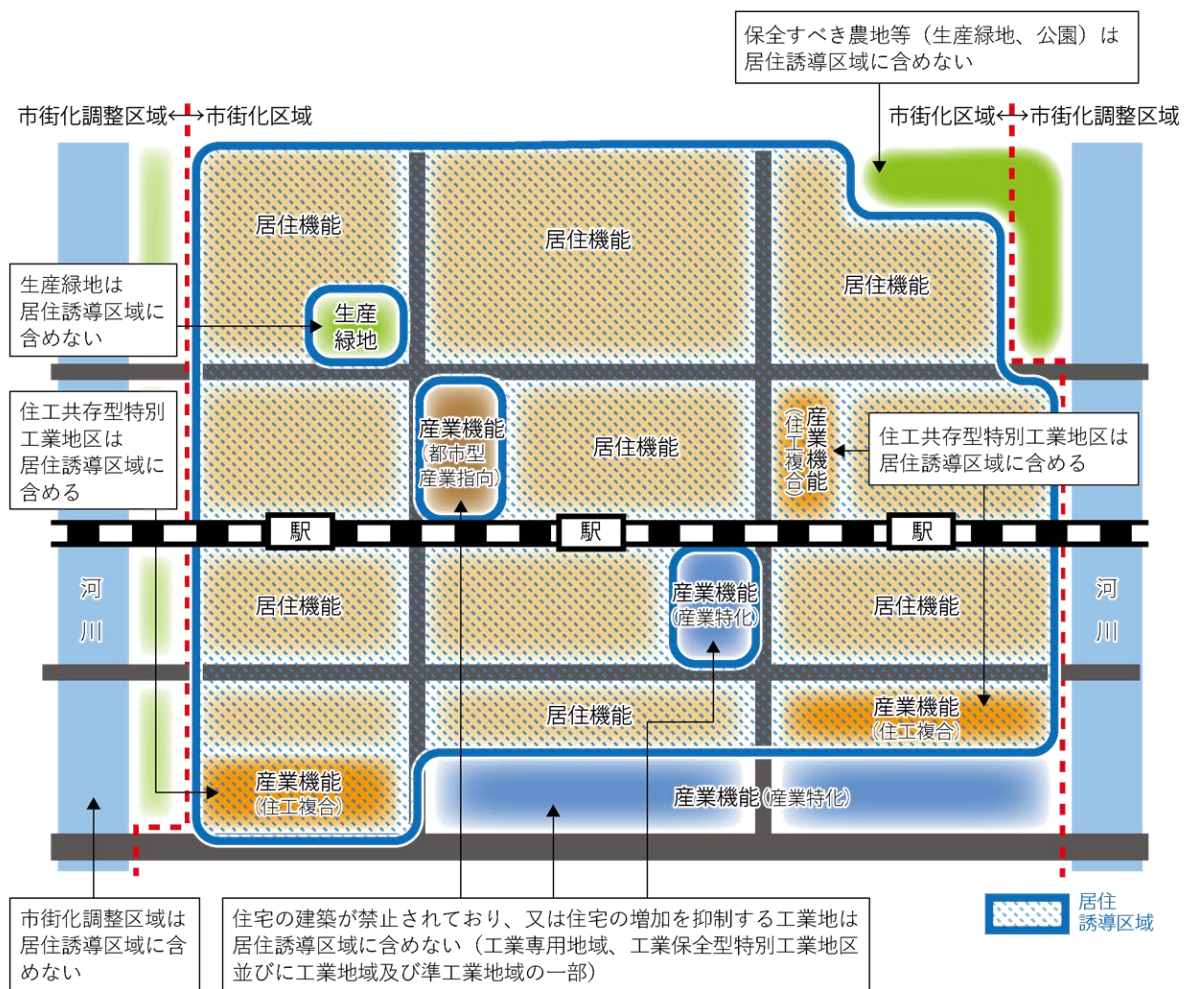 保全すべき農地等（生産緑地、公園）は
居住誘導区域に含めない
市街化調整区域↔市街化区域
市街化区域↔市街化調整区域
居住機能
居住機能
居住機能
生産緑地は
居住誘導区域に
含めない
生産
緑地
住工共存型特別
工業地区は
居住誘導区域に
含める
産業機能
（都市型
産業指向）
居住機能
産業機能
（住工複合）
住工共存型特別工業地区は
居住誘導区域に含める
駅
駅
駅
河川
居住機能
産業機能
（産業特化）
居住機能
河川
居住機能
産業機能
（住工複合）
産業機能
（住工複合）
産業機能（産業特化）
市街化調整区域は
居住誘導区域に含
めない
住宅の建築が禁止されており、又は住宅の増加を抑制する工業地は
居住誘導区域に含めない（工業専用地域、工業保全型特別工業地区
並びに工業地域及び準工業地域の一部）
居住
誘導区域